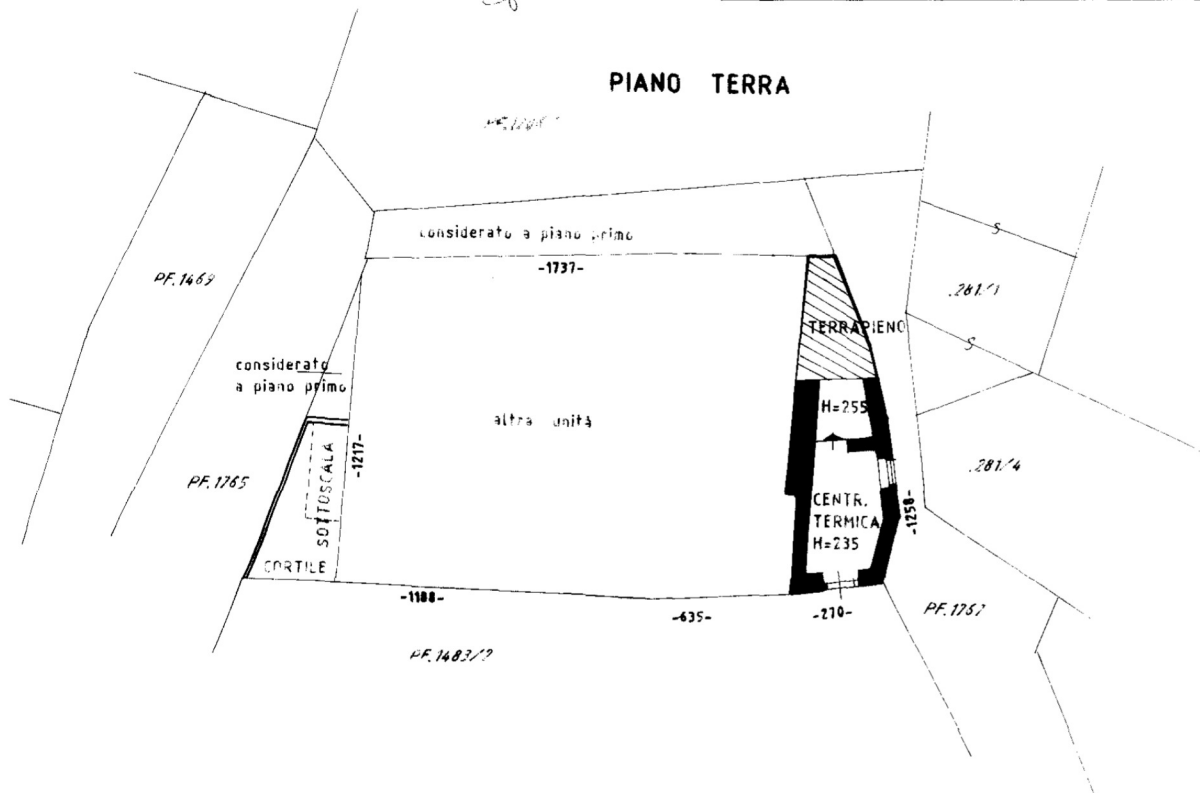 PIANO TERRA
considerato a piano primo
-1737-
PF.1469
.281/1
S
S
TERRAPIENO
considerato
a piano primo
H=255
altra unità
-1217-
SOTTOSCALA
PF.1765
.281/4
CENTR.
TERMICA
H=235
-1258-
CORTILE
-1188-
-635-
-270-
PF.1767
PF.1483/2